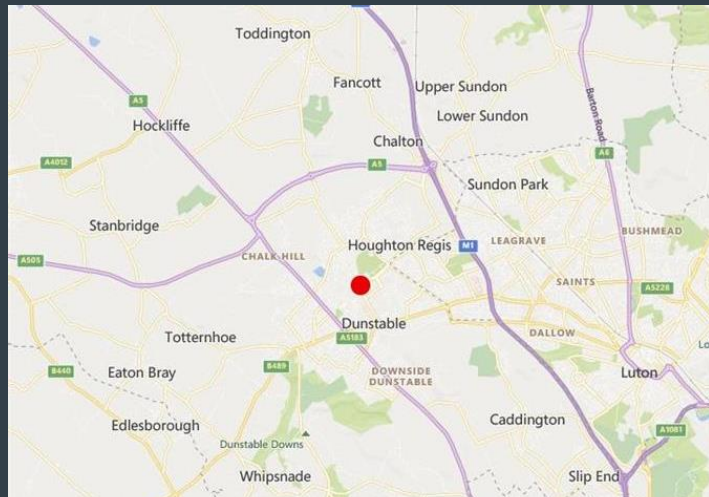 Toddington
Fancott
Upper Sundon
A5
Lower Sundon
Barton Road
Hockliffe
Chalton
A6
A4012
A5
Sundon Park
Stanbridge
BUSHMEAD
Houghton Regis
M1
LEAGRAVE
A505
CHALK HILL
SAINTS
A5228
Dunstable
Totternhoe
A5183
DALLOW
B489
B440
Eaton Bray
DOWNSIDE
DUNSTABLE
Luton
Edlesborough
Caddington
A1081
Dunstable Downs
Whipsnade
Slip End